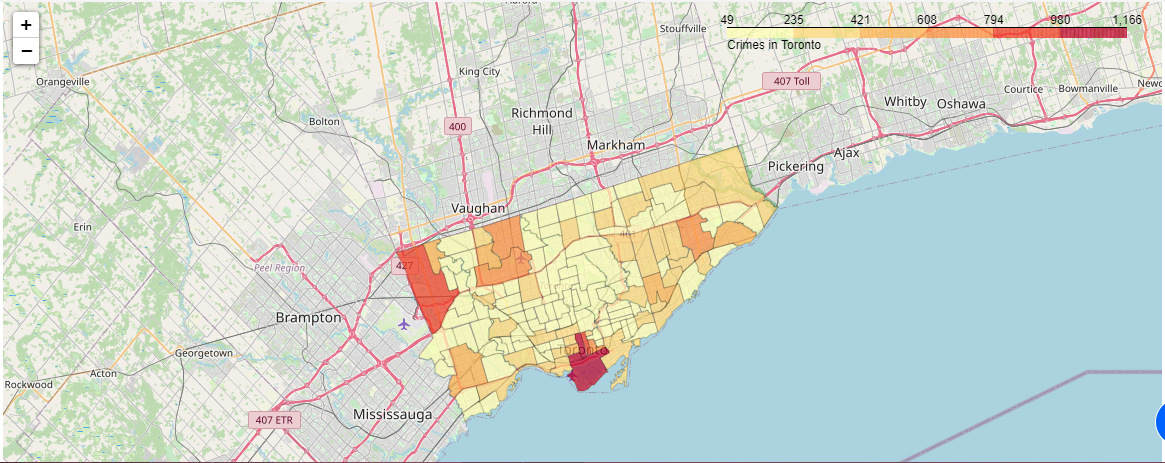 +
−
49 235 421 608 794 980 1,166
Crimes in Toronto
Stouffville
King City
Orangeville
407 Toll
Courtice Bowmanville
Whitby Oshawa
Richmond
Hill
Bolton
400
Markham
Ajax
Pickering
Vaughan
Erin
427
Peel Region
Brampton
Toronto
Georgetown
Acton
Rockwood
Mississauga
407 ETR